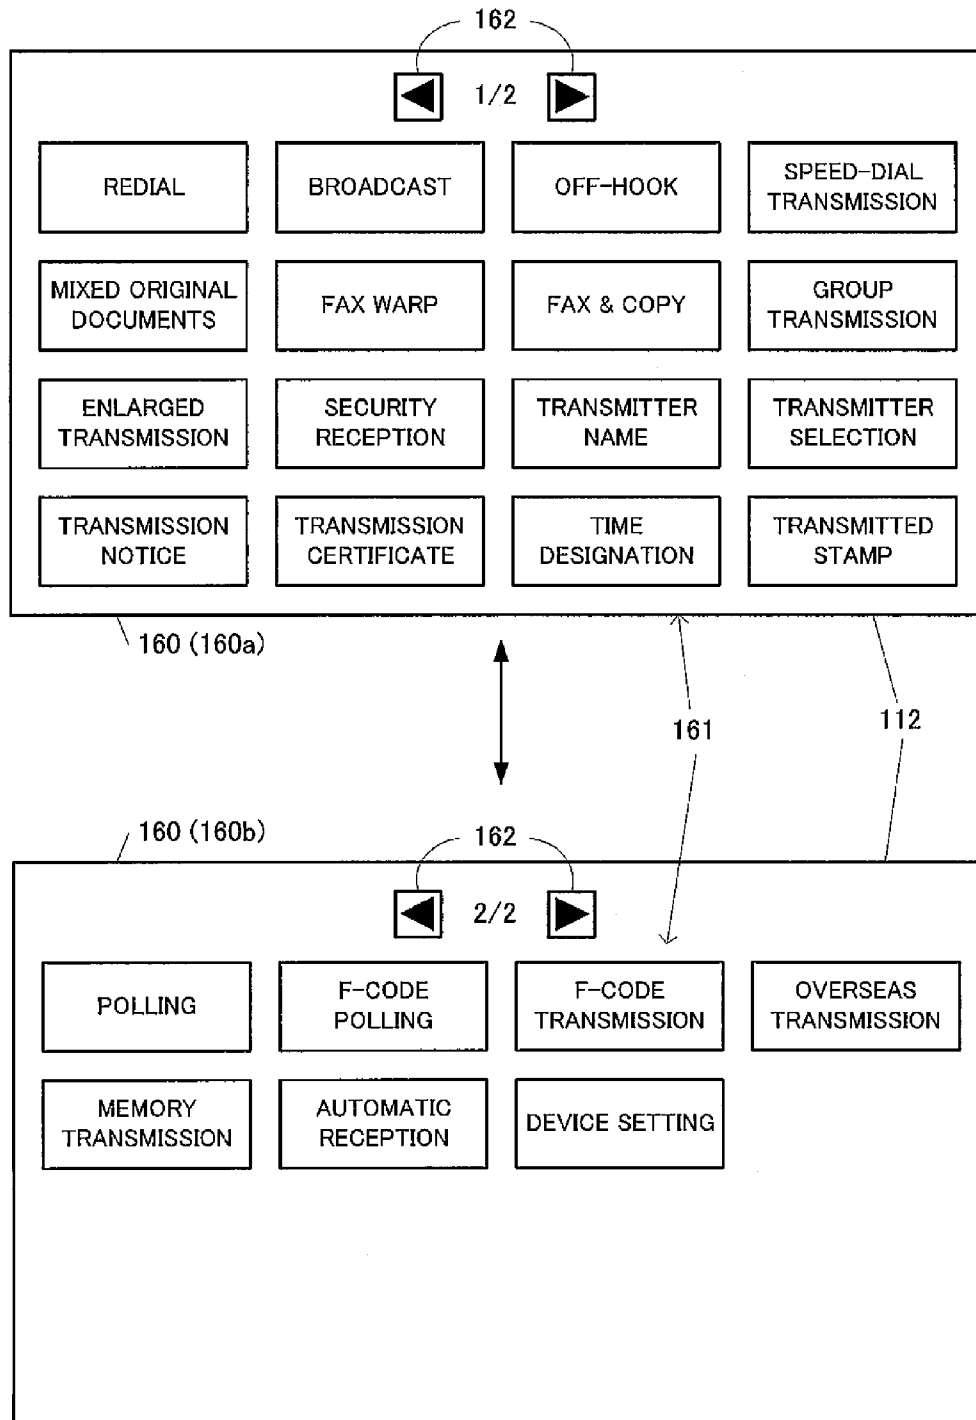 162
1/2
REDIAL
BROADCAST
OFF-HOOK
SPEED-DIAL
TRANSMISSION
MIXED ORIGINAL
DOCUMENTS
FAX WARP
FAX & COPY
GROUP
TRANSMISSION
ENLARGED
TRANSMISSION
SECURITY
RECEPTION
TRANSMITTER
NAME
TRANSMITTER
SELECTION
TRANSMISSION
NOTICE
TRANSMISSION
CERTIFICATE
TIME
DESIGNATION
TRANSMITTED
STAMP
160 (160a)
161
112
160 (160b)
162
2/2
POLLING
F-CODE
POLLING
F-CODE
TRANSMISSION
OVERSEAS
TRANSMISSION
MEMORY
TRANSMISSION
AUTOMATIC
RECEPTION
DEVICE SETTING